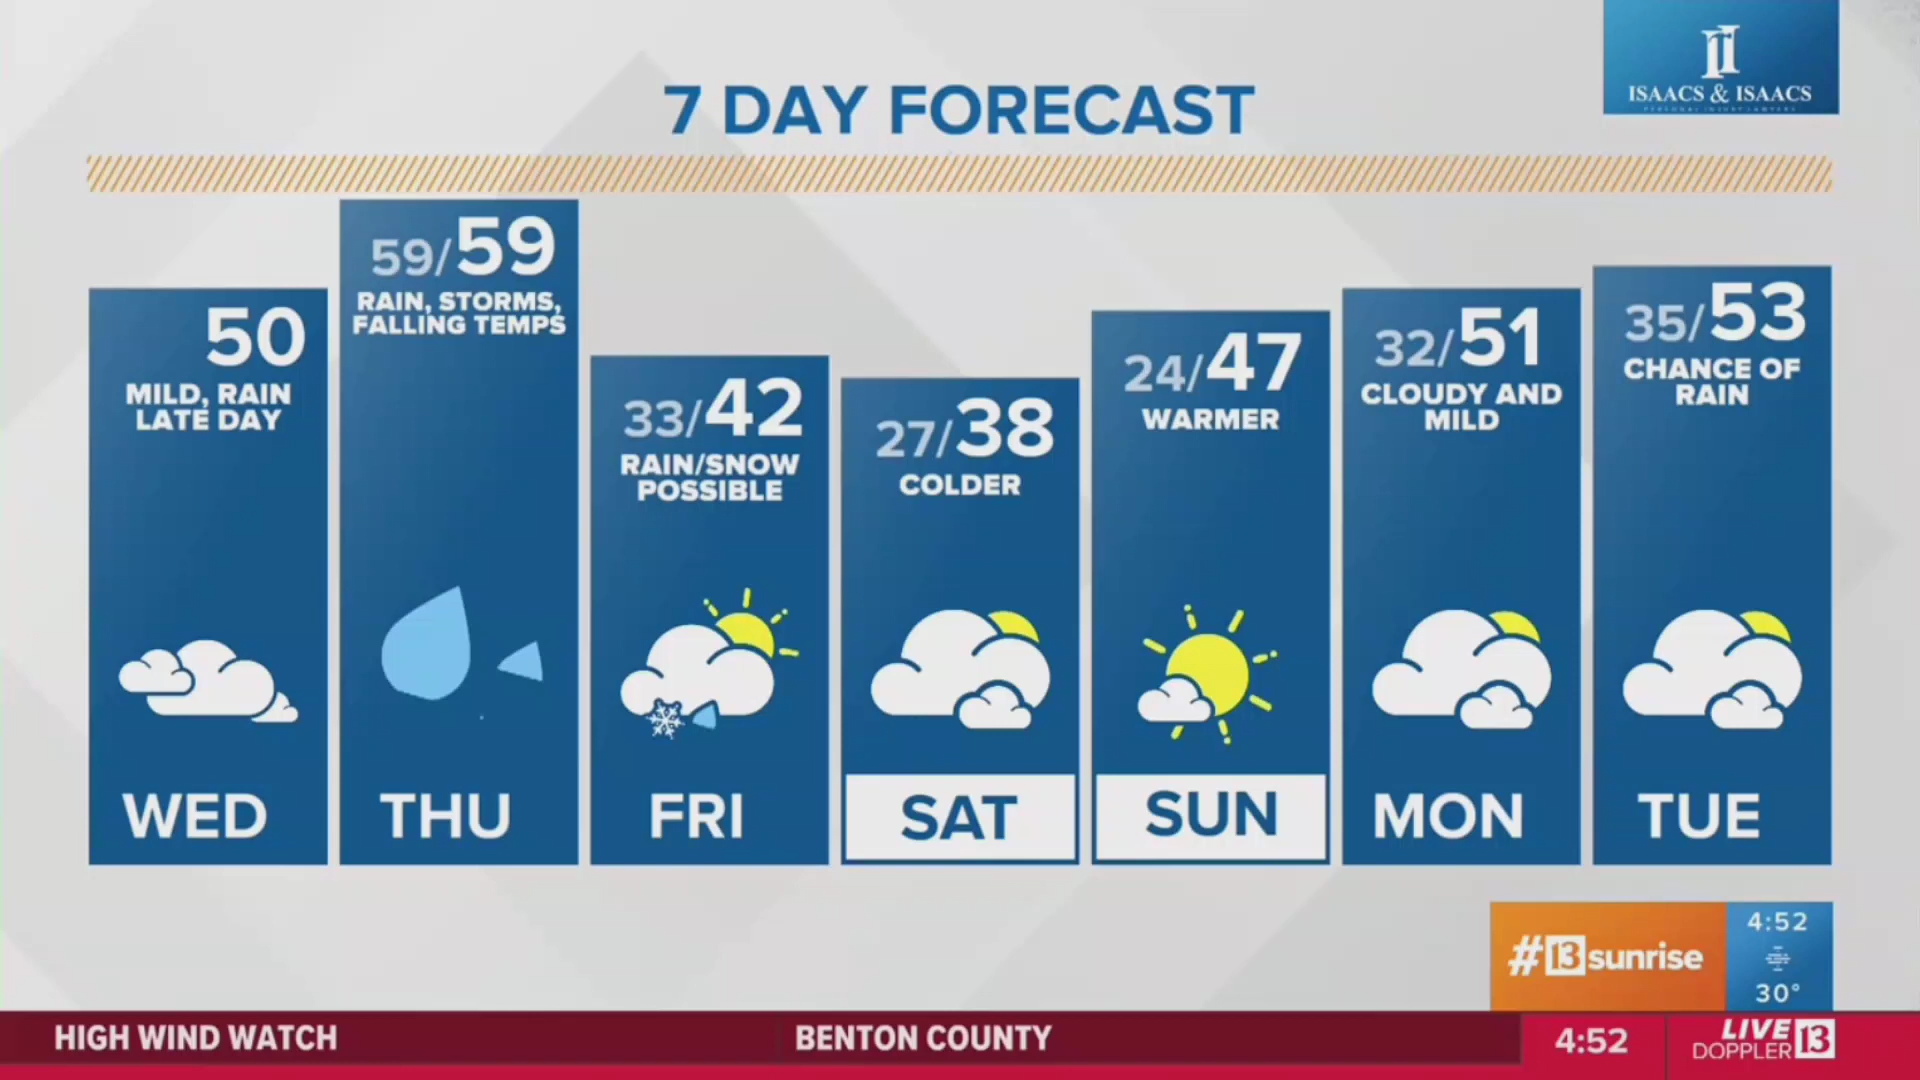 ISAACS & ISAACS
PERSONAL INJURY LAWYERS
7 DAY FORECAST
50
MILD, RAIN
LATE DAY
WED
59/59
RAIN, STORMS,
FALLING TEMPS
THU
33/42
RAIN/SNOW
POSSIBLE
FRI
27/38
COLDER
SAT
24/47
WARMER
SUN
32/51
CLOUDY AND
MILD
MON
35/53
CHANCE OF
RAIN
TUE
#13sunrise
4:52
30°
HIGH WIND WATCH
BENTON COUNTY
4:52
LIVE
DOPPLER 13